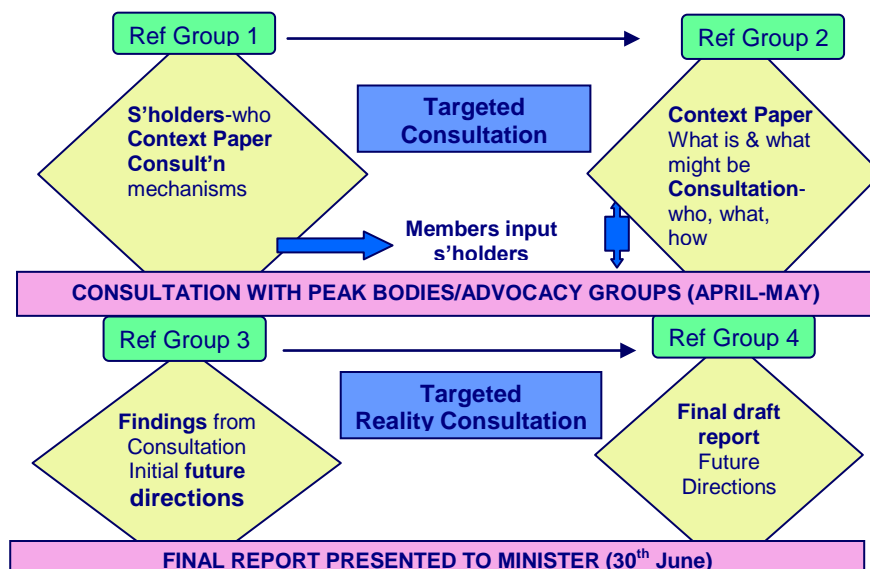 Ref Group 1
Ref Group 2
S’holders-who
Context Paper
Consult’n
mechanisms
Targeted
Consultation
Context Paper
What is & what
might be
Consultation-
who, what,
how
Members input
s’holders
CONSULTATION WITH PEAK BODIES/ADVOCACY GROUPS (APRIL-MAY)
Ref Group 3
Ref Group 4
Findings from
Consultation
Initial future
directions
Targeted
Reality Consultation
Final draft
report
Future
Directions
FINAL REPORT PRESENTED TO MINISTER (30th June)